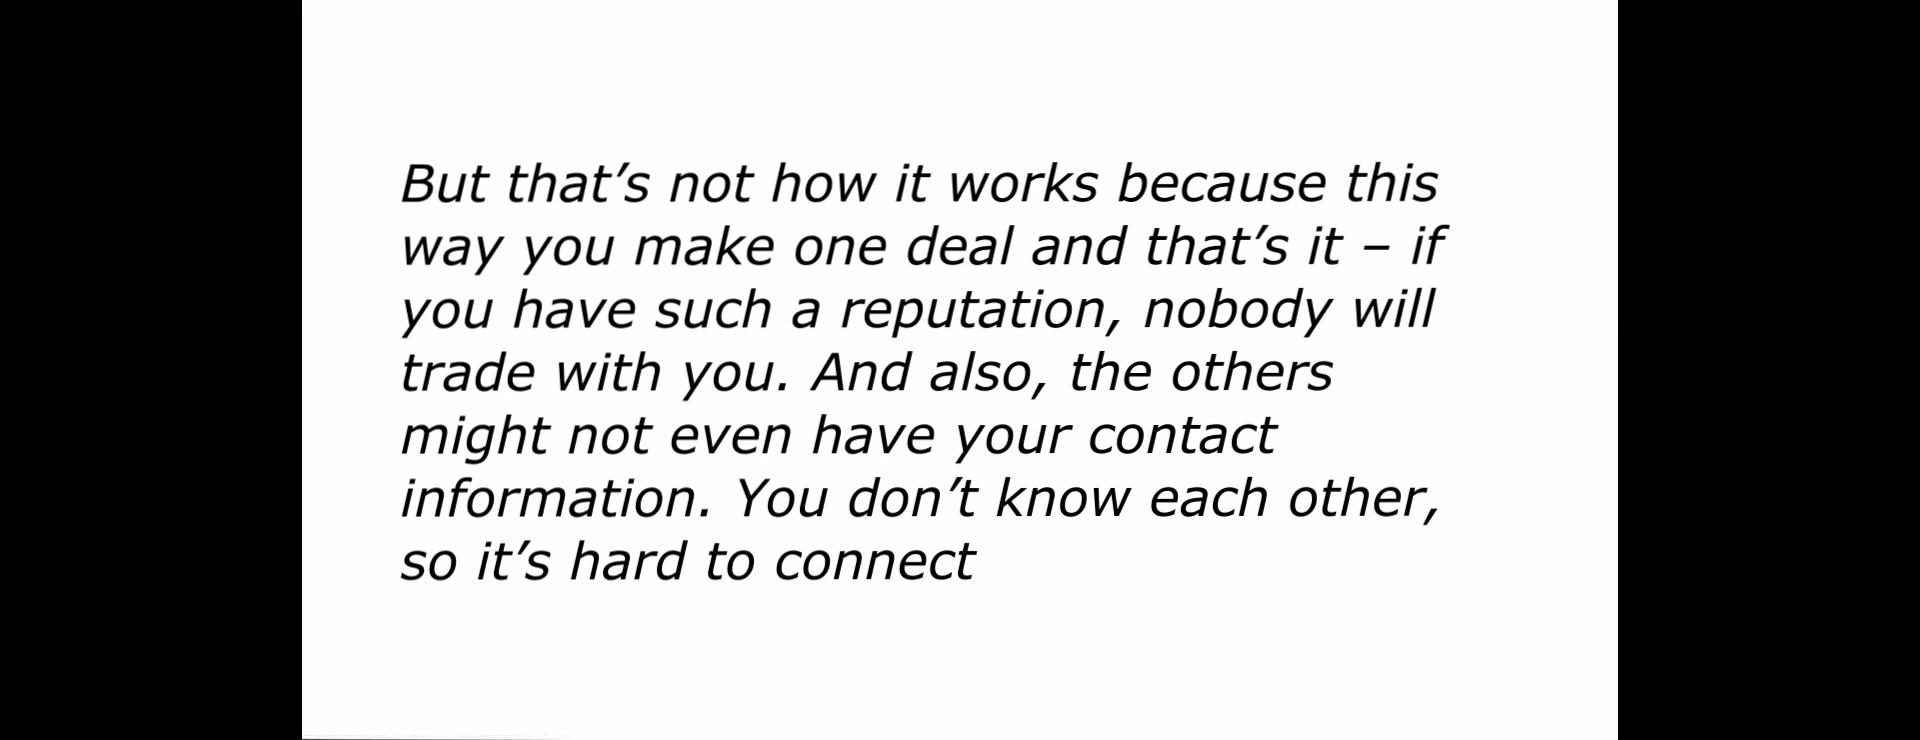 But that’s not how it works because this
way you make one deal and that’s it – if
you have such a reputation, nobody will
trade with you. And also, the others
might not even have your contact
information. You don’t know each other,
so it’s hard to connect